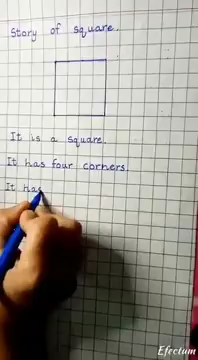 Story of square.
It is a square.
It has four corners.
It has
Efectum